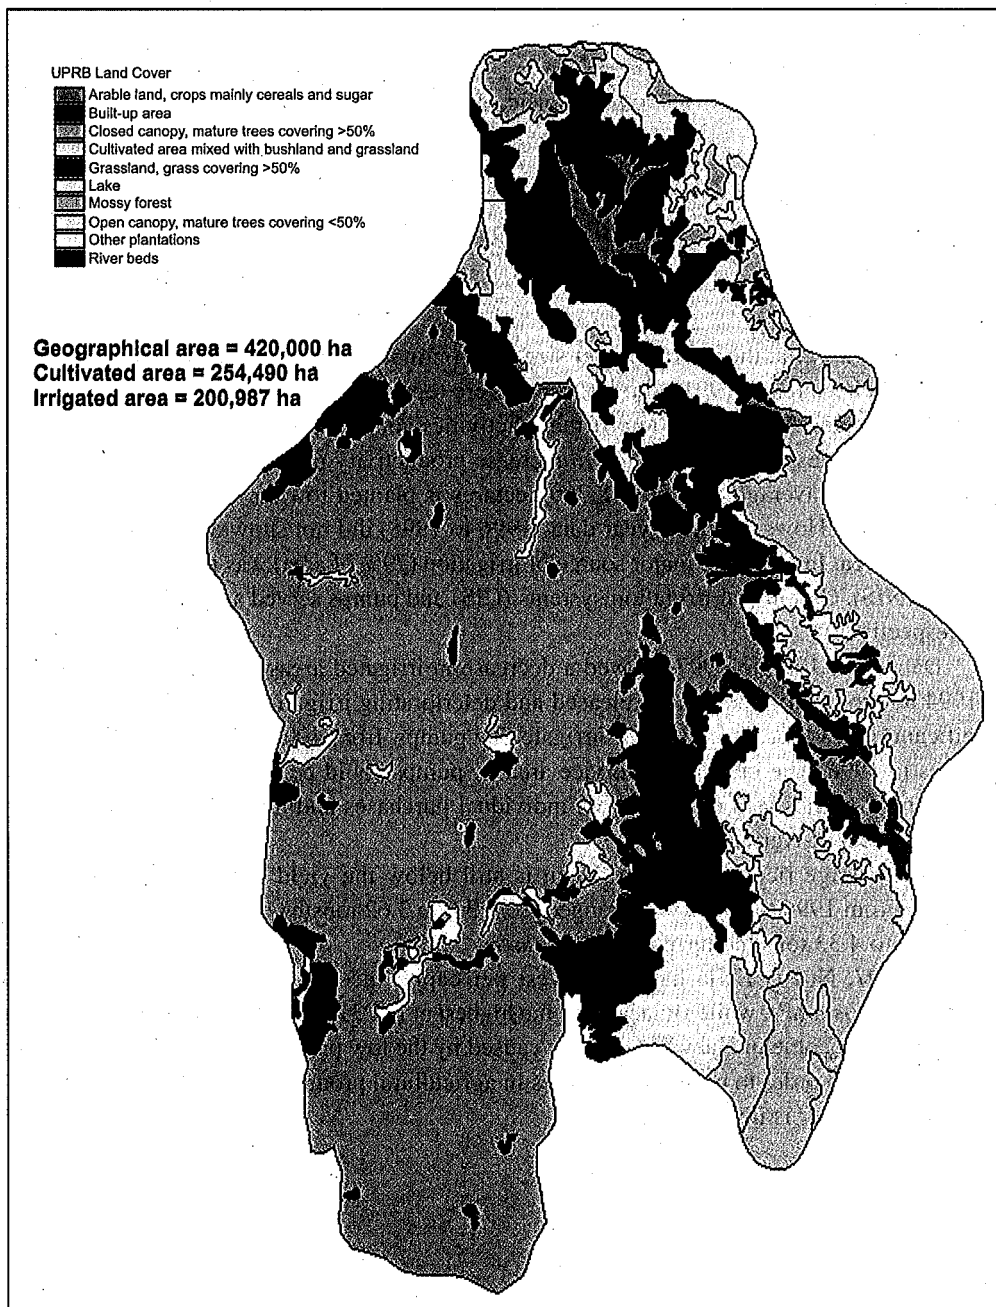 UPRB Land Cover
Arable land, crops mainly cereals and sugar
Built-up area
Closed canopy, mature trees covering >50%
Cultivated area mixed with bushland and grassland
Grassland, grass covering >50%
Lake
Mossy forest
Open canopy, mature trees covering <50%
Other plantations
River beds
Geographical area = 420,000 ha
Cultivated area = 254,490 ha
Irrigated area = 200,987 ha